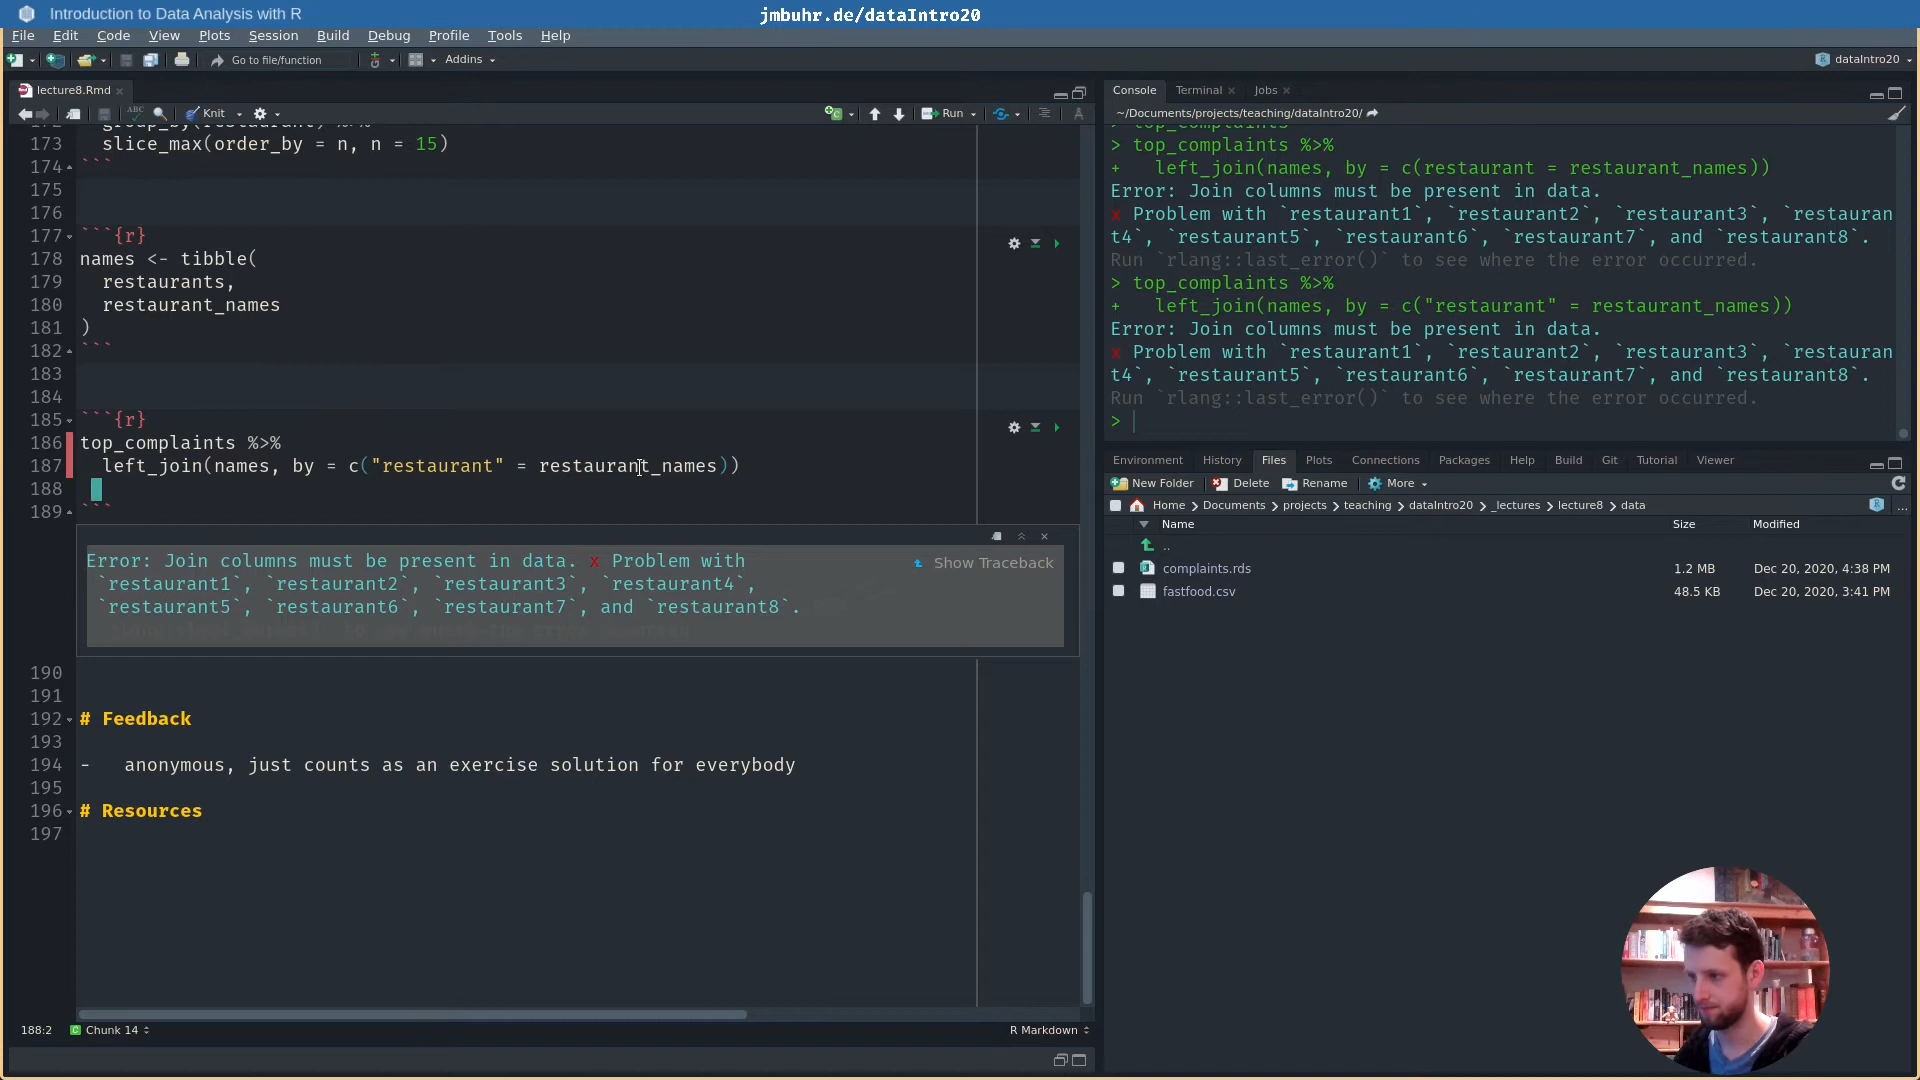 Introduction to Data Analysis with R
jmbuhr.de/dataIntro20
File Edit Code View Plots Session Build Debug Profile Tools Help
Go to file/function
Addins
dataIntro20
lecture8.Rmd
ABC
Knit
Run
172 group_by(restaurant) %>%
173 slice_max(order_by = n, n = 15)
174 ```
175
176
177 ```{r}
178 names <- tibble(
179 restaurants,
180 restaurant_names
181 )
182 ```
183
184
185 ```{r}
186 top_complaints %>%
187 left_join(names, by = c("restaurant" = restaurant_names))
188
189 ```
Error: Join columns must be present in data. x Problem with
`restaurant1`, `restaurant2`, `restaurant3`, `restaurant4`,
`restaurant5`, `restaurant6`, `restaurant7`, and `restaurant8`.
Show Traceback
190
191
192 # Feedback
193
194 - anonymous, just counts as an exercise solution for everybody
195
196 # Resources
197
188:2
Chunk 14
R Markdown
Console Terminal Jobs
~/Documents/projects/teaching/dataIntro20/
> top_complaints
> top_complaints %>%
+ left_join(names, by = c(restaurant = restaurant_names))
Error: Join columns must be present in data.
x Problem with `restaurant1`, `restaurant2`, `restaurant3`, `restauran
t4`, `restaurant5`, `restaurant6`, `restaurant7`, and `restaurant8`.
Run `rlang::last_error()` to see where the error occurred.
> top_complaints %>%
+ left_join(names, by = c("restaurant" = restaurant_names))
Error: Join columns must be present in data.
x Problem with `restaurant1`, `restaurant2`, `restaurant3`, `restauran
t4`, `restaurant5`, `restaurant6`, `restaurant7`, and `restaurant8`.
Run `rlang::last_error()` to see where the error occurred.
>
Environment History Files Plots Connections Packages Help Build Git Tutorial Viewer
New Folder Delete Rename More
Home Documents projects teaching dataIntro20 _lectures lecture8 data ...
Name Size Modified
..
complaints.rds 1.2 MB Dec 20, 2020, 4:38 PM
fastfood.csv 48.5 KB Dec 20, 2020, 3:41 PM